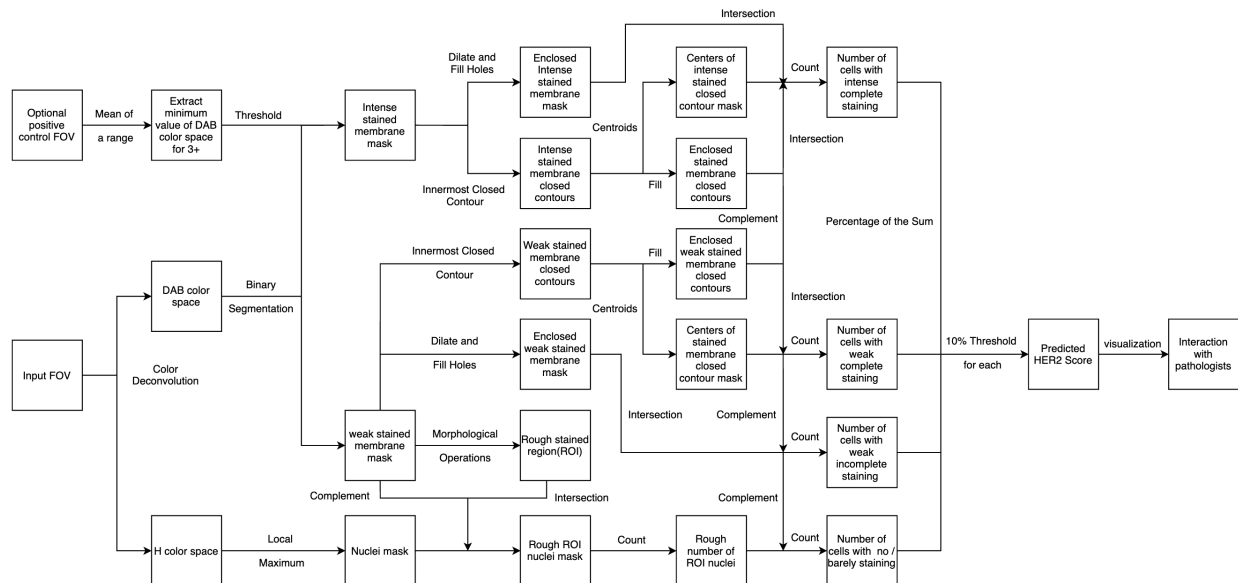 Intersection
Dilate and
Fill Holes
Enclosed
Intense
stained
membrane
mask
Centers of
intense
stained
closed
contour mask
Count
Number of
cells with
intense
complete
staining
Optional
positive
control FOV
Mean of
a range
Extract
minimum
value of DAB
color space
for 3+
Threshold
Intense
stained
membrane
mask
Centroids
Intersection
Innermost Closed
Contour
Intense
stained
membrane
closed
contours
Fill
Enclosed
stained
membrane
closed
contours
Complement
Percentage of the Sum
Innermost Closed
Contour
Weak stained
membrane
closed
contours
Fill
Enclosed
weak stained
membrane
closed
contours
DAB color
space
Binary
Segmentation
Intersection
Centroids
Dilate and
Fill Holes
Enclosed
weak stained
membrane
mask
Centers of
stained
membrane
closed
contour mask
Count
Number of
cells with
weak
complete
staining
10% Threshold
for each
Predicted
HER2 Score
visualization
Interaction
with
pathologists
Input FOV
Color
Deconvolution
Intersection
Complement
weak stained
membrane
mask
Morphological
Operations
Rough stained
region(ROI)
Count
Number of
cells with
weak
incomplete
staining
Complement
Intersection
Complement
H color space
Local
Maximum
Nuclei mask
Rough ROI
nuclei mask
Count
Rough
number of
ROI nuclei
Count
Number of
cells with no /
barely staining